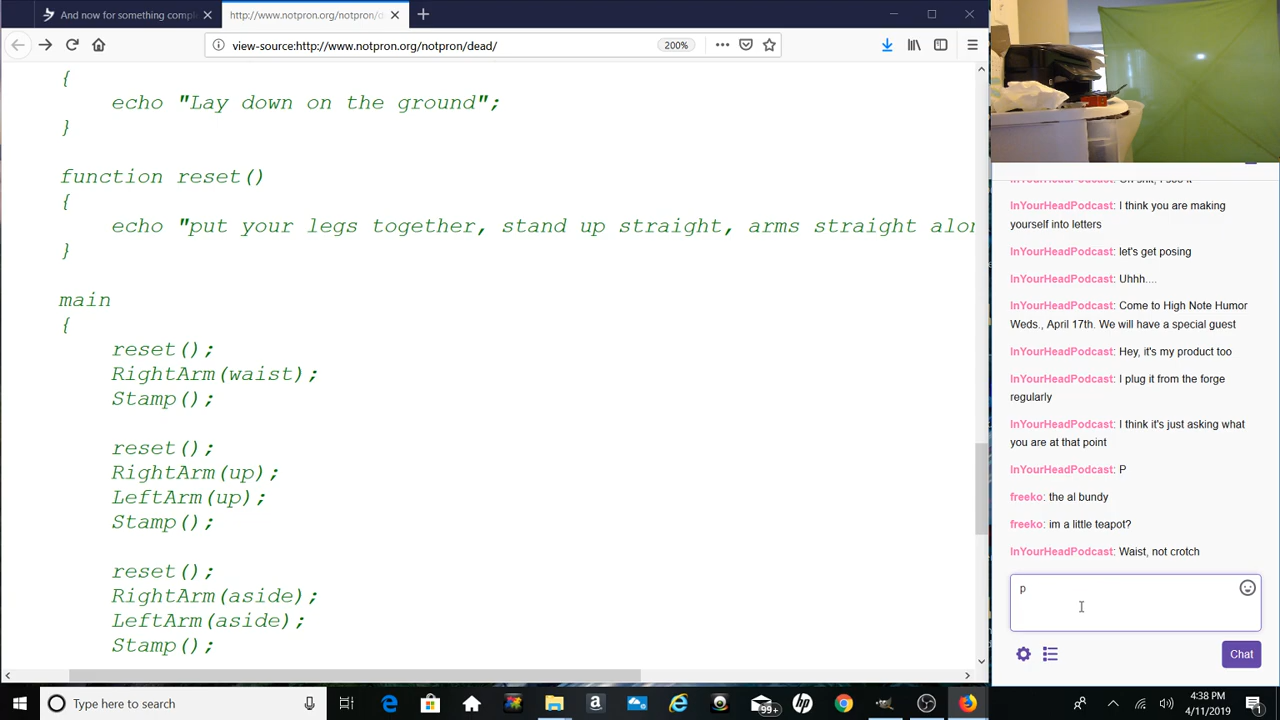 And now for something compl
http://www.notpron.org/notpron/d
view-source:http://www.notpron.org/notpron/dead/
200%
{
echo "Lay down on the ground";
}
function reset()
{
echo "put your legs together, stand up straight, arms straight alon
}
main
{
reset();
RightArm(waist);
Stamp();
reset();
RightArm(up);
LeftArm(up);
Stamp();
reset();
RightArm(aside);
LeftArm(aside);
Stamp();
InYourHeadPodcast: I think you are making
yourself into letters
InYourHeadPodcast: let's get posing
InYourHeadPodcast: Uhhh....
InYourHeadPodcast: Come to High Note Humor
Weds., April 17th. We will have a special guest
InYourHeadPodcast: Hey, it's my product too
InYourHeadPodcast: I plug it from the forge
regularly
InYourHeadPodcast: I think it's just asking what
you are at that point
InYourHeadPodcast: P
freeko: the al bundy
freeko: im a little teapot?
InYourHeadPodcast: Waist, not crotch
p
Chat
Type here to search
99+
4:38 PM
4/11/2019
1